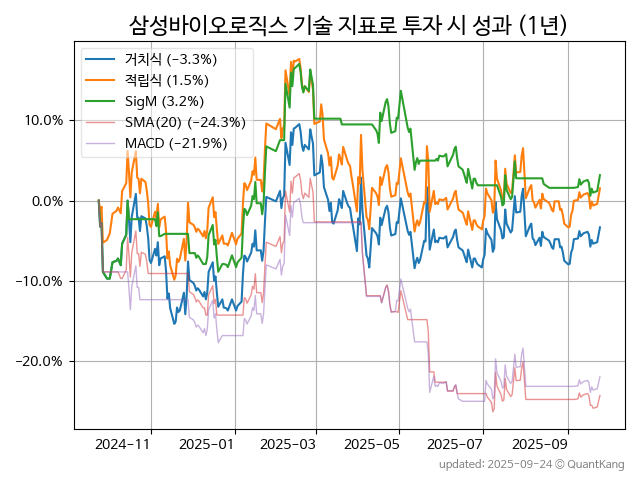 삼성바이오로직스 기술 지표로 투자 시 성과 (1년)
거치식 (−3.3%)
적립식 (1.5%)
SigM (3.2%)
SMA(20) (−24.3%)
MACD (−21.9%)
10.0%
0.0%
−10.0%
−20.0%
2024-11 2025-01 2025-03 2025-05 2025-07 2025-09
updated: 2025-09-24 © QuantKang